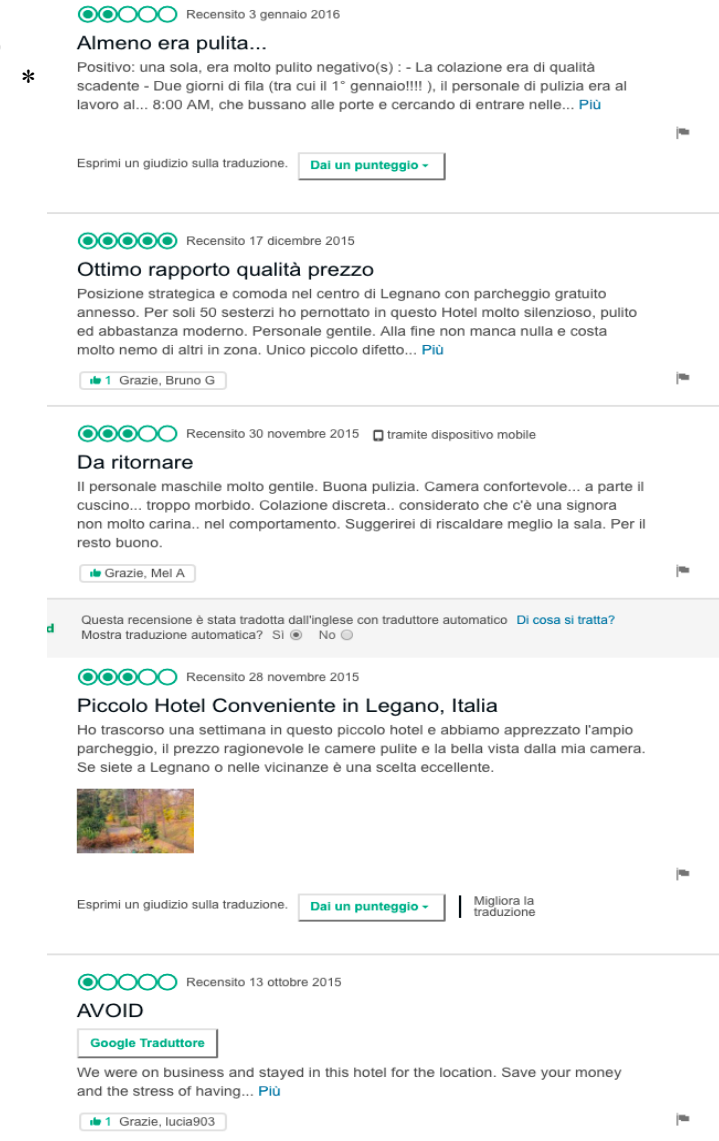 Recensito 3 gennaio 2016
Almeno era pulita...
*
Positivo: una sola, era molto pulito negativo(s) : - La colazione era di qualità
scadente - Due giorni di fila (tra cui il 1° gennaio!!!! ), il personale di pulizia era al
lavoro al... 8:00 AM, che bussano alle porte e cercando di entrare nelle... Più
Esprimi un giudizio sulla traduzione. Dai un punteggio
Recensito 17 dicembre 2015
Ottimo rapporto qualità prezzo
Posizione strategica e comoda nel centro di Legnano con parcheggio gratuito
annesso. Per soli 50 sesterzi ho pernottato in questo Hotel molto silenzioso, pulito
ed abbastanza moderno. Personale gentile. Alla fine non manca nulla e costa
molto nemo di altri in zona. Unico piccolo difetto... Più
1 Grazie, Bruno G
Recensito 30 novembre 2015 tramite dispositivo mobile
Da ritornare
Il personale maschile molto gentile. Buona pulizia. Camera confortevole... a parte il
cuscino... troppo morbido. Colazione discreta.. considerato che c'è una signora
non molto carina.. nel comportamento. Suggerirei di riscaldare meglio la sala. Per il
resto buono.
Grazie, Mel A
Questa recensione è stata tradotta dall'inglese con traduttore automatico Di cosa si tratta?
d
Mostra traduzione automatica? Sì No
Recensito 28 novembre 2015
Piccolo Hotel Conveniente in Legano, Italia
Ho trascorso una settimana in questo piccolo hotel e abbiamo apprezzato l'ampio
parcheggio, il prezzo ragionevole le camere pulite e la bella vista dalla mia camera.
Se siete a Legnano o nelle vicinanze è una scelta eccellente.
Esprimi un giudizio sulla traduzione. Dai un punteggio
Migliora la
traduzione
Recensito 13 ottobre 2015
AVOID
Google Traduttore
We were on business and stayed in this hotel for the location. Save your money
and the stress of having... Più
1 Grazie, lucia903